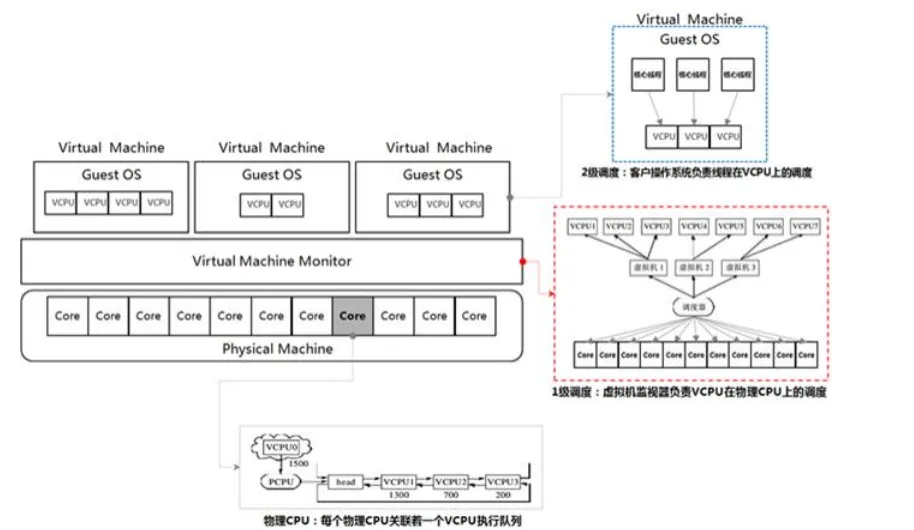 Virtual Machine
Guest OS
核心线程 核心线程 核心线程
VCPU VCPU VCPU
2级调度：客户操作系统负责线程在VCPU上的调度
Virtual Machine Virtual Machine Virtual Machine
Guest OS Guest OS Guest OS
VCPU VCPU VCPU VCPU VCPU VCPU VCPU VCPU VCPU
Virtual Machine Monitor
Core Core Core Core Core Core Core Core Core Core Core
Physical Machine
VCPU1 VCPU2 VCPU3 VCPU4 VCPU5 VCPU6 VCPU7
虚拟机1 虚拟机2 虚拟机3
调度器
Core Core Core Core Core Core Core Core Core Core Core
1级调度：虚拟机监视器负责VCPU在物理CPU上的调度
VCPU0
1500
PCPU head VCPU1 VCPU2 VCPU3
1300 700 200
物理CPU：每个物理CPU关联着一个VCPU执行队列